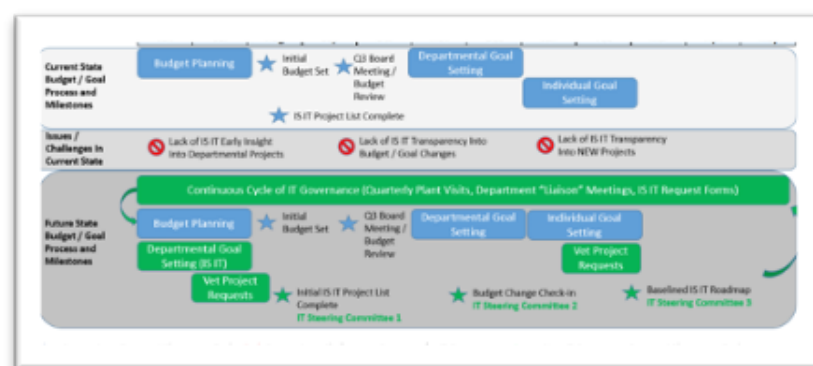 Current State
Budget / Goal
Process and
Milestones
Budget Planning
Initial
Budget Set
Q3 Board
Meeting /
Budget
Review
Departmental Goal
Setting
Individual Goal
Setting
IS IT Project List Complete
Issues /
Challenges In
Current State
Lack of IS IT Early Insight
Into Departmental Projects
Lack of IS IT Transparency Into
Budget / Goal Changes
Lack of IS IT Transparency
Into NEW Projects
Continuous Cycle of IT Governance (Quarterly Plant Visits, Department "Liaison" Meetings, IS IT Request Forms)
Future State
Budget / Goal
Process and
Milestones
Budget Planning
Initial
Budget Set
Q3 Board
Meeting /
Budget
Review
Departmental Goal
Setting
Individual Goal
Setting
Departmental Goal
Setting (IS IT)
Vet Project
Requests
Vet Project
Requests
Initial IS IT Project List
Complete
IT Steering Committee 1
Budget Change Check-in
IT Steering Committee 2
Baselined IS IT Roadmap
IT Steering Committee 3